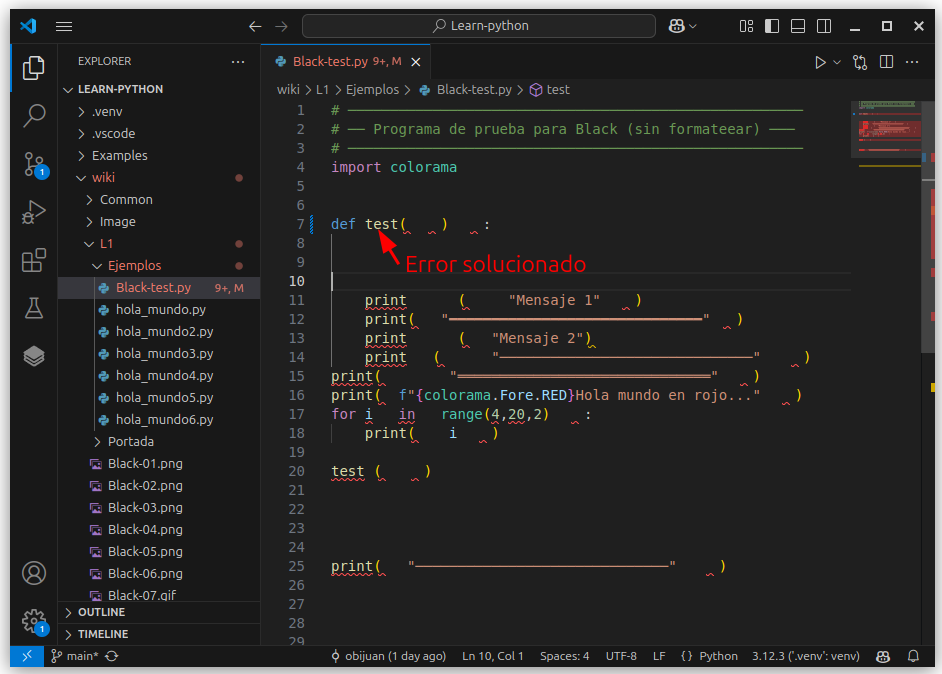 Learn-python
EXPLORER
LEARN-PYTHON
.venv
.vscode
Examples
wiki
Common
Image
L1
Ejemplos
Black-test.py 9+, M
hola_mundo.py
hola_mundo2.py
hola_mundo3.py
hola_mundo4.py
hola_mundo5.py
hola_mundo6.py
Portada
Black-01.png
Black-02.png
Black-03.png
Black-04.png
Black-05.png
Black-06.png
Black-07.gif
OUTLINE
TIMELINE
1
1
Black-test.py 9+, M
wiki > L1 > Ejemplos > Black-test.py > test
1 # ──────────────────────────────────────
2 # ── Programa de prueba para Black (sin formateear) ───
3 # ──────────────────────────────────────
4 import colorama
5
6
7 def test(  )  :
8
9
Error solucionado
10
11 print      (     "Mensaje 1"   )
12 print(   "══════════════════════════════"   )
13 print      (   "Mensaje 2")
14 print   (      "──────────────────────────────"    )
15 print(         "══════════════════════════════"    )
16 print(  f"{colorama.Fore.RED}Hola mundo en rojo..."    )
17 for i   in   range(4,20,2)    :
18 print(    i    )
19
20 test (     )
21
22
23
24
25 print(   "──────────────────────────────"     )
26
27
28
29
main* obijuan (1 day ago) Ln 10, Col 1 Spaces: 4 UTF-8 LF {} Python 3.12.3 ('.venv': venv)